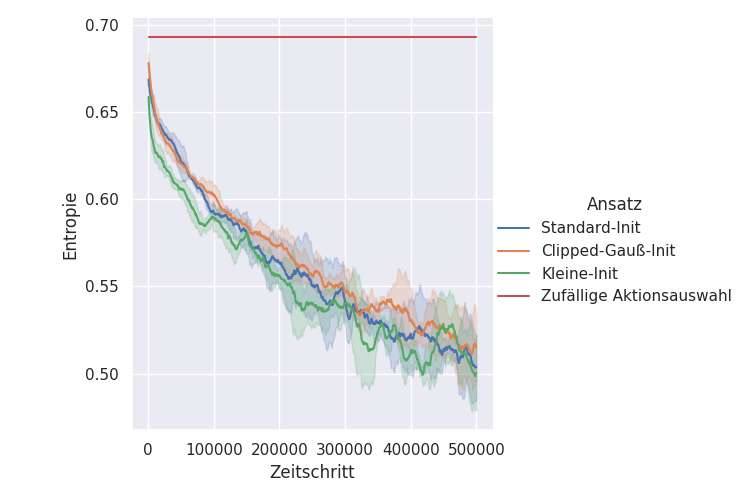 0.70
0.65
0.60
0.55
0.50
Entropie
0 100000 200000 300000 400000 500000
Zeitschritt
Ansatz
Standard-Init
Clipped-Gauß-Init
Kleine-Init
Zufällige Aktionsauswahl